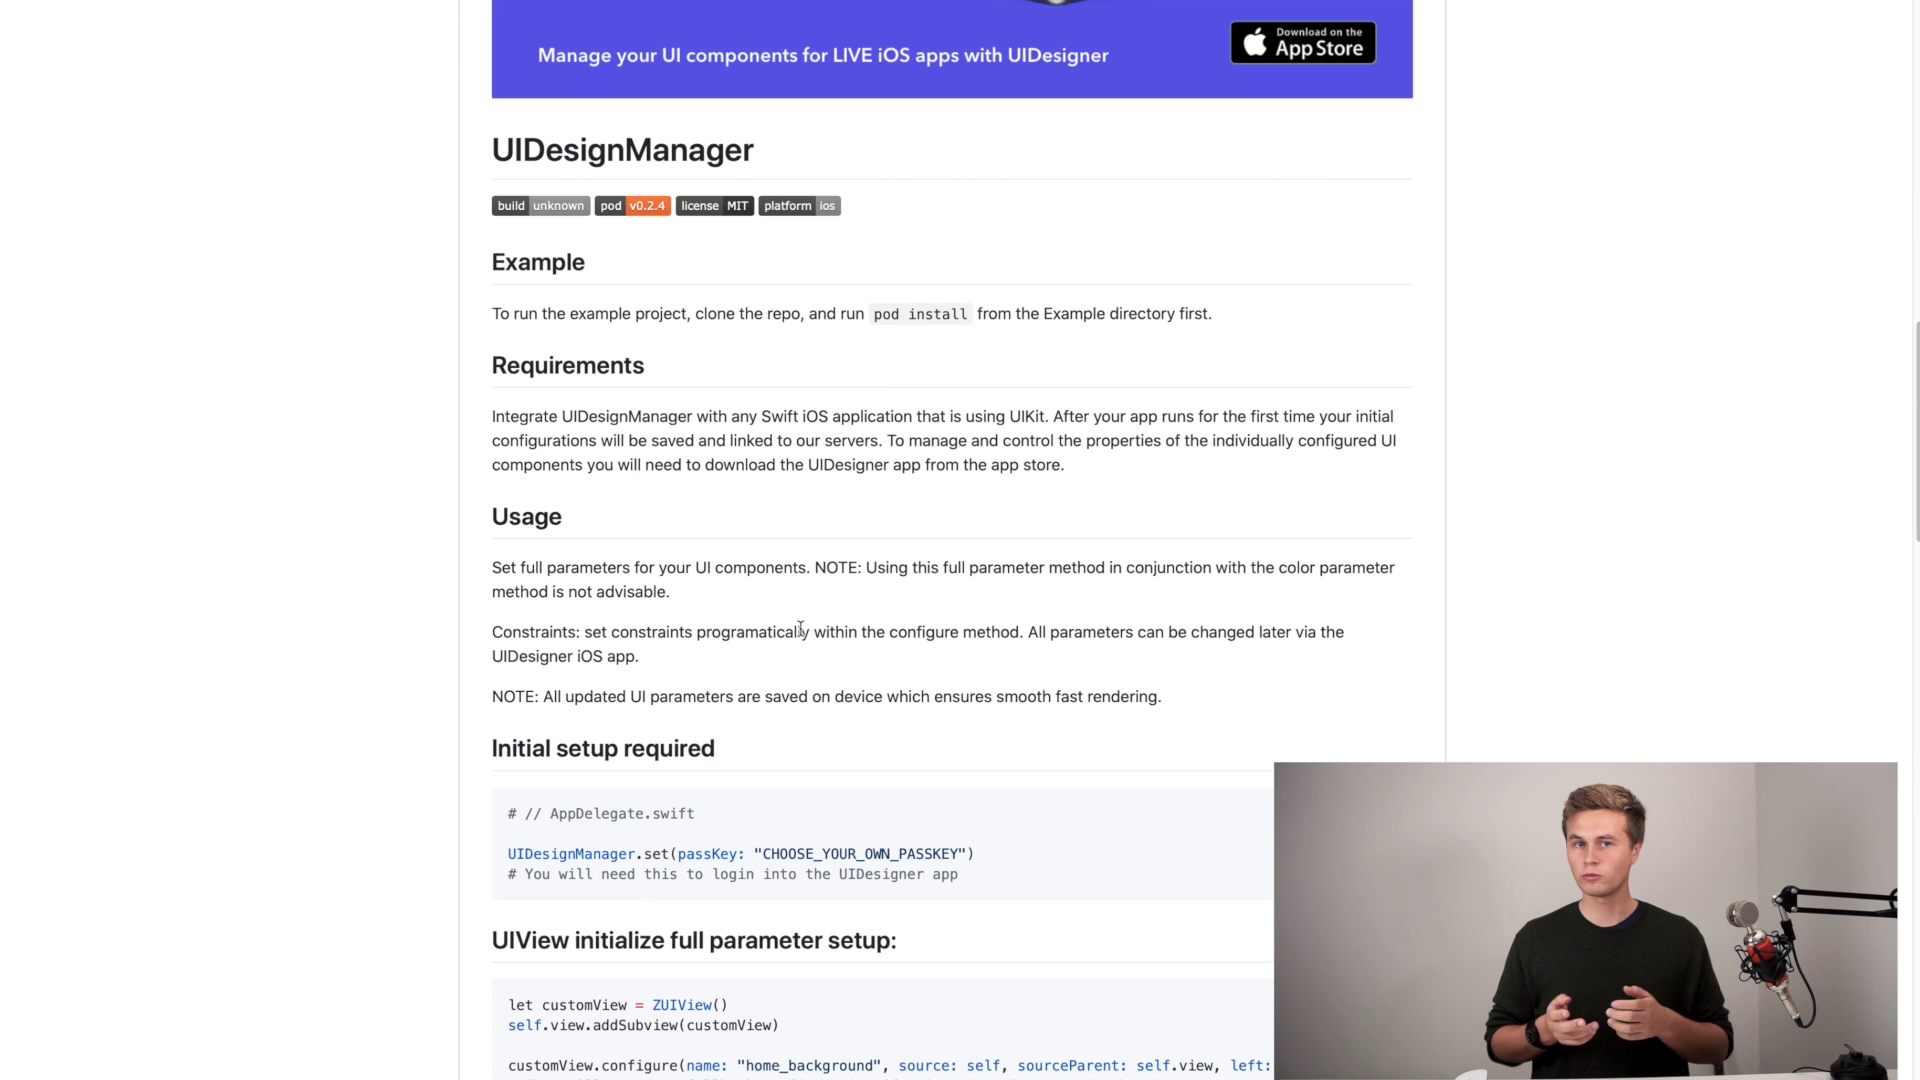 Manage your UI components for LIVE iOS apps with UIDesigner
Download on the
App Store
UIDesignManager
build unknown pod v0.2.4 license MIT platform ios
Example
To run the example project, clone the repo, and run pod install from the Example directory first.
Requirements
Integrate UIDesignManager with any Swift iOS application that is using UIKit. After your app runs for the first time your initial
configurations will be saved and linked to our servers. To manage and control the properties of the individually configured UI
components you will need to download the UIDesigner app from the app store.
Usage
Set full parameters for your UI components. NOTE: Using this full parameter method in conjunction with the color parameter
method is not advisable.
Constraints: set constraints programatically within the configure method. All parameters can be changed later via the
UIDesigner iOS app.
NOTE: All updated UI parameters are saved on device which ensures smooth fast rendering.
Initial setup required
# // AppDelegate.swift
UIDesignManager.set(passKey: "CHOOSE_YOUR_OWN_PASSKEY")
# You will need this to login into the UIDesigner app
UIView initialize full parameter setup:
let customView = ZUIView()
self.view.addSubview(customView)
customView.configure(name: "home_background", source: self, sourceParent: self.view, left: